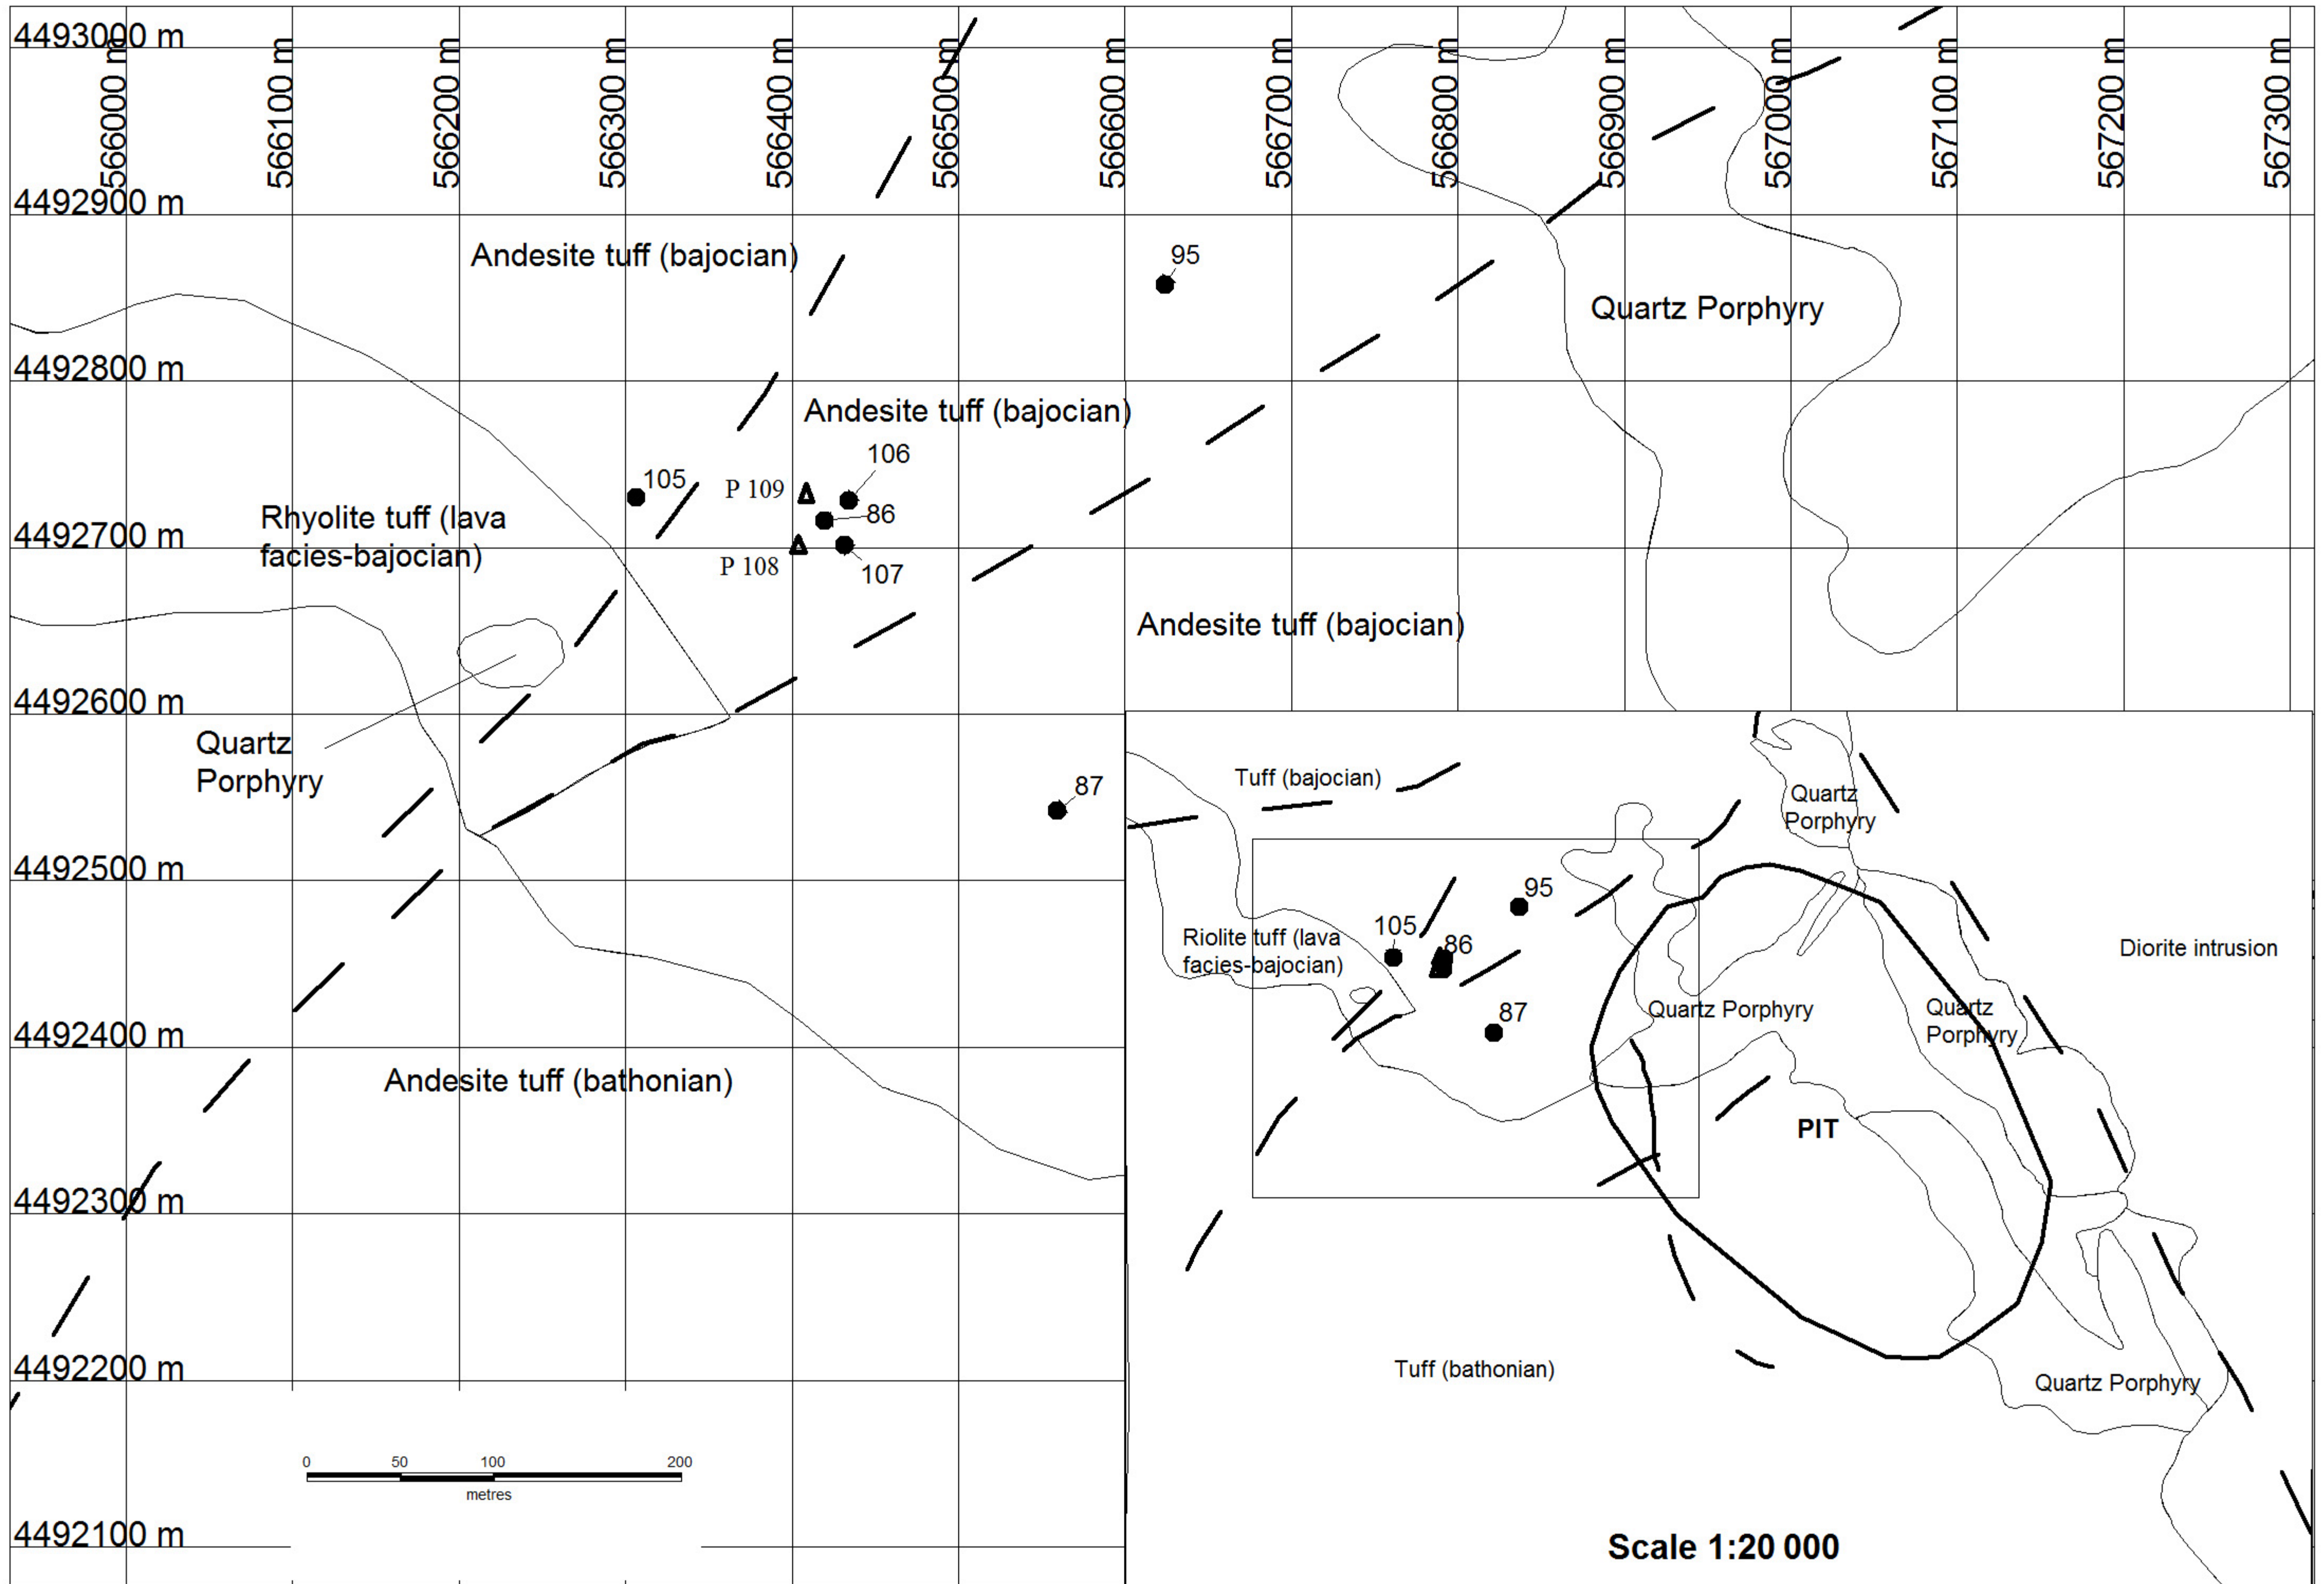 4493000 m
566000 m
566100 m
566200 m
566300 m
566400 m
566500 m
566600 m
566700 m
566800 m
566900 m
567000 m
567100 m
567200 m
567300 m
4492900 m
Andesite tuff (bajocian)
95
Quartz Porphyry
4492800 m
Andesite tuff (bajocian)
106
105
P 109
86
Rhyolite tuff (lava
facies-bajocian)
4492700 m
P 108
107
Andesite tuff (bajocian)
4492600 m
Quartz
Porphyry
87
4492500 m
4492400 m
Andesite tuff (bathonian)
4492300 m
4492200 m
0
50
100
200
metres
4492100 m
Tuff (bajocian)
Quartz
Porphyry
95
105
86
Riolite tuff (lava
facies-bajocian)
Diorite intrusion
87
Quartz Porphyry
Quartz
Porphyry
PIT
Tuff (bathonian)
Quartz Porphyry
Scale 1:20 000